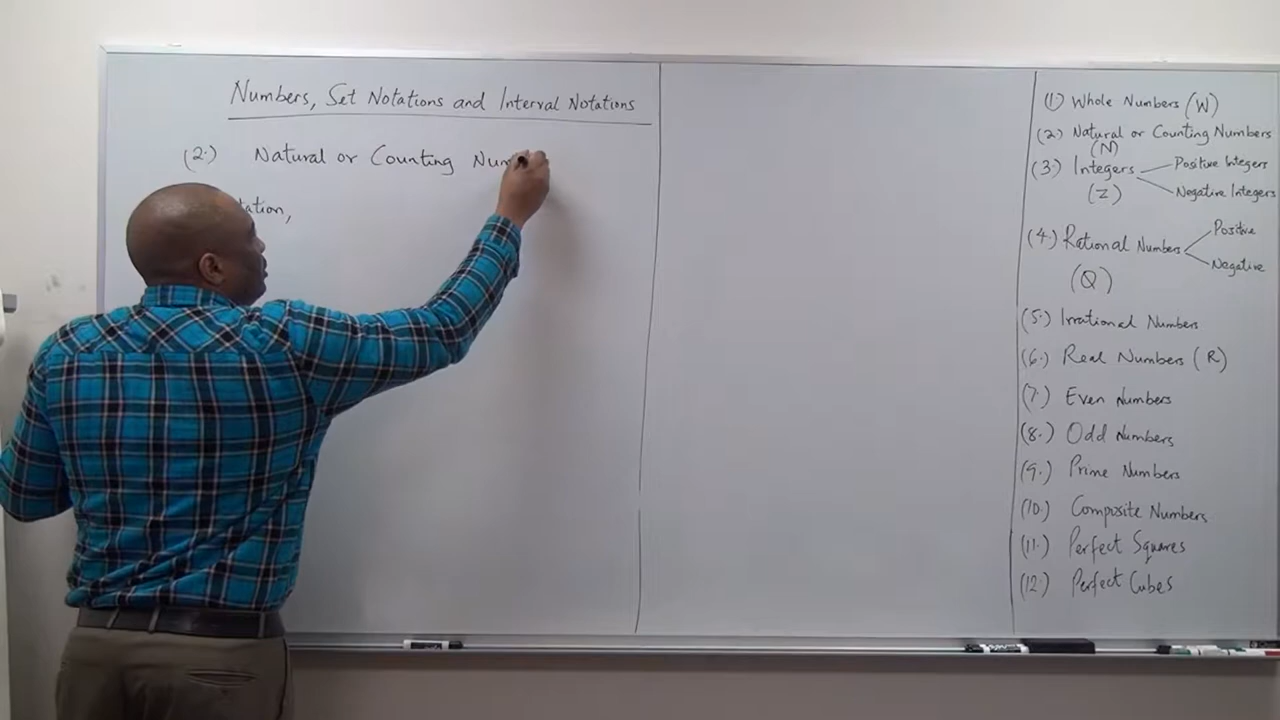 Numbers, Set Notations and Interval Notations
(2.) Natural or Counting Num
tation,
(1) Whole Numbers (W)
(2) Natural or Counting Numbers
(N)
(3.) Integers
Positive Integers
Negative Integers
(Z)
(4.) Rational Numbers
Positive
Negative
(Q)
(5.) Irrational Numbers
(6.) Real Numbers (R)
(7.) Even Numbers
(8.) Odd Numbers
(9.) Prime Numbers
(10.) Composite Numbers
(11.) Perfect Squares
(12.) Perfect Cubes